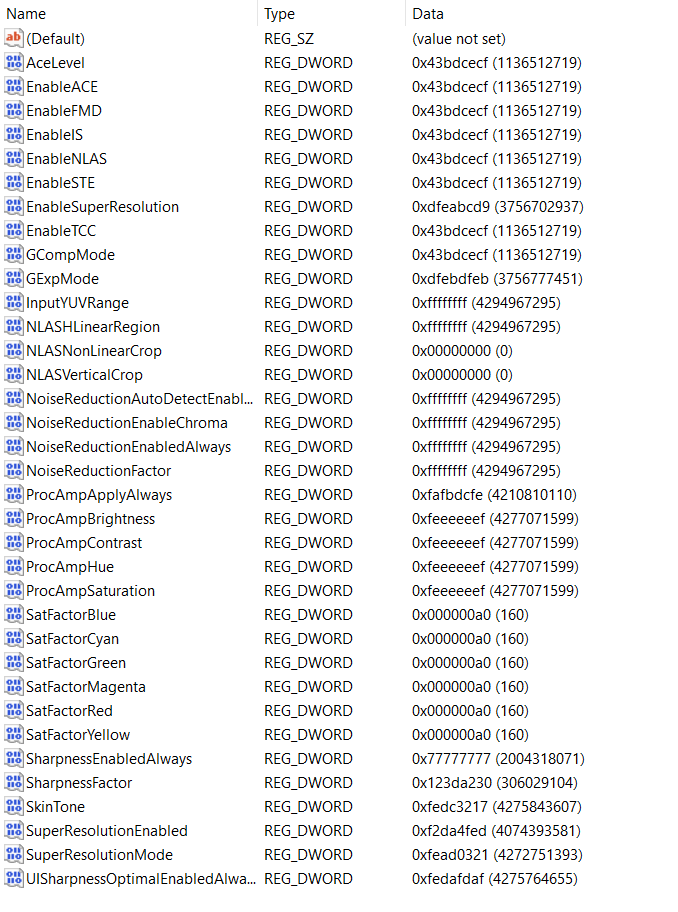 Name Type Data
ab (Default) REG_SZ (value not set)
AceLevel REG_DWORD 0x43bdcecf (1136512719)
EnableACE REG_DWORD 0x43bdcecf (1136512719)
EnableFMD REG_DWORD 0x43bdcecf (1136512719)
EnableIS REG_DWORD 0x43bdcecf (1136512719)
EnableNLAS REG_DWORD 0x43bdcecf (1136512719)
EnableSTE REG_DWORD 0x43bdcecf (1136512719)
EnableSuperResolution REG_DWORD 0xdfeabcd9 (3756702937)
EnableTCC REG_DWORD 0x43bdcecf (1136512719)
GCompMode REG_DWORD 0x43bdcecf (1136512719)
GExpMode REG_DWORD 0xdfebdfeb (3756777451)
InputYUVRange REG_DWORD 0xffffffff (4294967295)
NLASHLinearRegion REG_DWORD 0xffffffff (4294967295)
NLASNonLinearCrop REG_DWORD 0x00000000 (0)
NLASVerticalCrop REG_DWORD 0x00000000 (0)
NoiseReductionAutoDetectEnabl... REG_DWORD 0xffffffff (4294967295)
NoiseReductionEnableChroma REG_DWORD 0xffffffff (4294967295)
NoiseReductionEnabledAlways REG_DWORD 0xffffffff (4294967295)
NoiseReductionFactor REG_DWORD 0xffffffff (4294967295)
ProcAmpApplyAlways REG_DWORD 0xfafbdcfe (4210810110)
ProcAmpBrightness REG_DWORD 0xfeeeeeef (4277071599)
ProcAmpContrast REG_DWORD 0xfeeeeeef (4277071599)
ProcAmpHue REG_DWORD 0xfeeeeeef (4277071599)
ProcAmpSaturation REG_DWORD 0xfeeeeeef (4277071599)
SatFactorBlue REG_DWORD 0x000000a0 (160)
SatFactorCyan REG_DWORD 0x000000a0 (160)
SatFactorGreen REG_DWORD 0x000000a0 (160)
SatFactorMagenta REG_DWORD 0x000000a0 (160)
SatFactorRed REG_DWORD 0x000000a0 (160)
SatFactorYellow REG_DWORD 0x000000a0 (160)
SharpnessEnabledAlways REG_DWORD 0x77777777 (2004318071)
SharpnessFactor REG_DWORD 0x123da230 (306029104)
SkinTone REG_DWORD 0xfedc3217 (4275843607)
SuperResolutionEnabled REG_DWORD 0xf2da4fed (4074393581)
SuperResolutionMode REG_DWORD 0xfead0321 (4272751393)
UISharpnessOptimalEnabledAlwa... REG_DWORD 0xfedafdaf (4275764655)